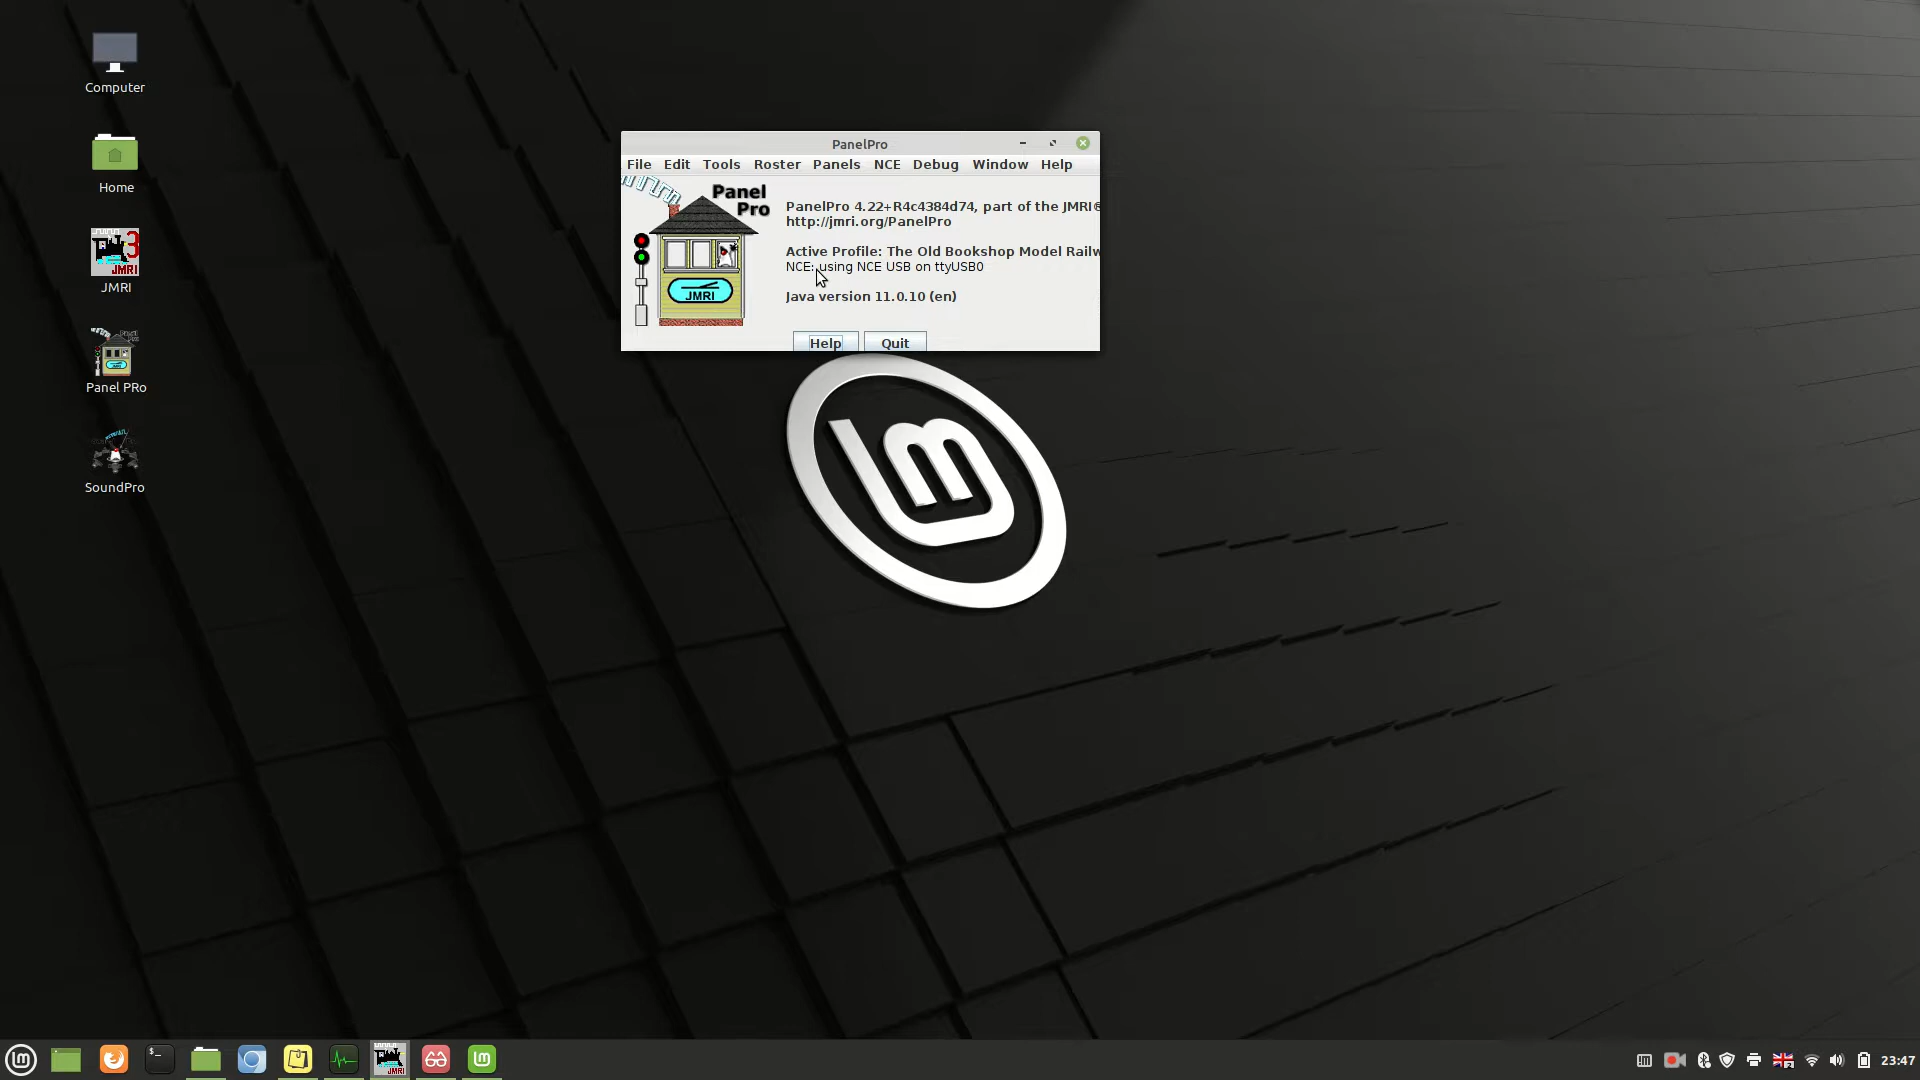 Computer
Home
3
JMRI
JMRI
Panel PRo
SoundPro
PanelPro
File Edit Tools Roster Panels NCE Debug Window Help
Panel
Pro
JMRI
PanelPro 4.22+R4c4384d74, part of the JMRI®
http://jmri.org/PanelPro
Active Profile: The Old Bookshop Model Railw
NCE: using NCE USB on ttyUSB0
Java version 11.0.10 (en)
Help Quit
23:47